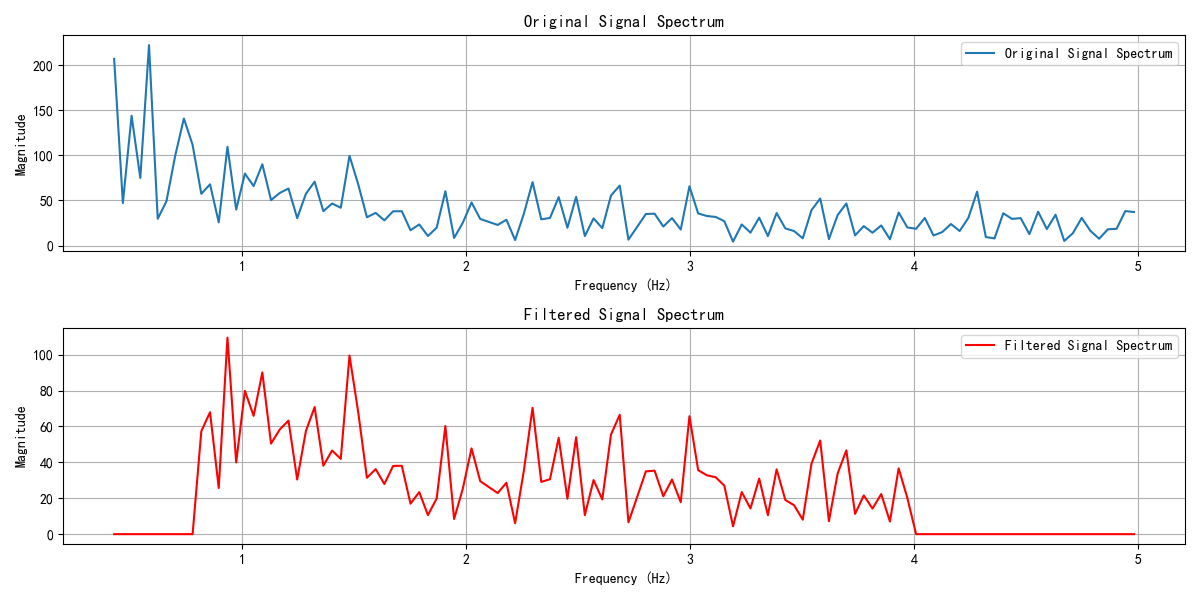 Original Signal Spectrum
Original Signal Spectrum
200
150
100
50
0
Magnitude
1 2 3 4 5
Frequency (Hz)
Filtered Signal Spectrum
Filtered Signal Spectrum
100
80
60
40
20
0
Magnitude
1 2 3 4 5
Frequency (Hz)